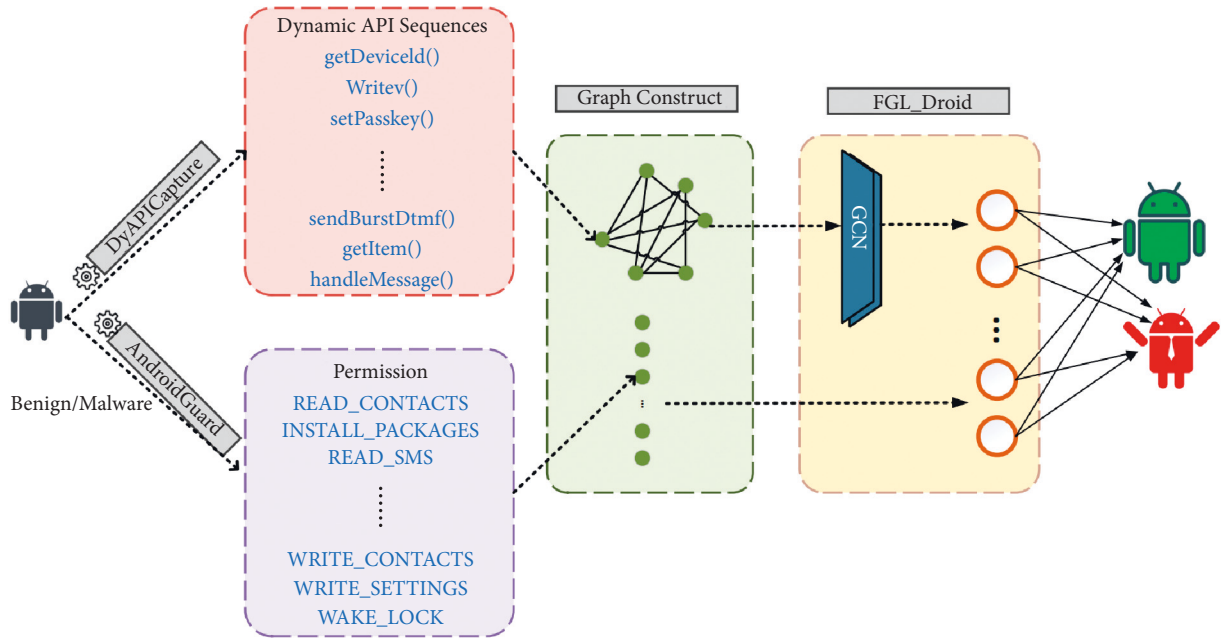 Dynamic API Sequences
getDeviceld()
Writev()
setPasskey()
sendBurstDtmf()
getItem()
handleMessage()
DyAPICapture
AndroidGuard
Benign/Malware
Permission
READ_CONTACTS
INSTALL_PACKAGES
READ_SMS
WRITE_CONTACTS
WRITE_SETTINGS
WAKE_LOCK
Graph Construct
FGL_Droid
GCN